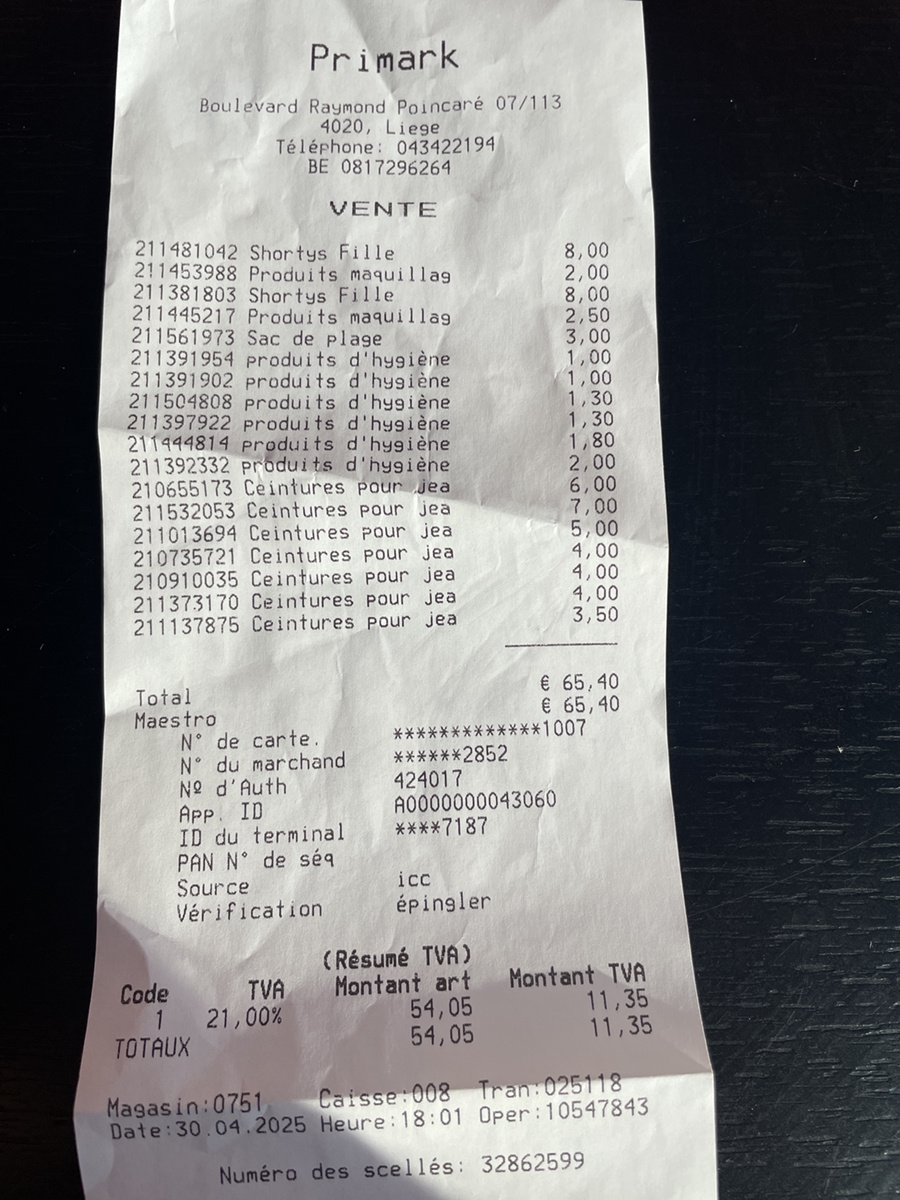 Primark
Boulevard Raymond Poincaré 07/113
4020, Liege
Téléphone: 043422194
BE 0817296264
VENTE
211481042 Shortys Fille 8,00
211453988 Produits maquillag 2,00
211381803 Shortys Fille 8,00
211445217 Produits maquillag 2,50
211561973 Sac de plage 3,00
211391954 produits d'hygiène 1,00
211391902 produits d'hygiène 1,00
211504808 produits d'hygiène 1,30
211397922 produits d'hygiène 1,30
211444814 produits d'hygiène 1,80
211392332 produits d'hygiène 2,00
210655173 Ceintures pour jea 6,00
211532053 Ceintures pour jea 7,00
211013694 Ceintures pour jea 5,00
210735721 Ceintures pour jea 4,00
210910035 Ceintures pour jea 4,00
211373170 Ceintures pour jea 4,00
211137875 Ceintures pour jea 3,50
Total € 65,40
Maestro € 65,40
N° de carte. *************1007
N° du marchand ******2852
Nº d'Auth 424017
App. ID A0000000043060
ID du terminal ****7187
PAN N° de séq
Source icc
Vérification épingler
(Résumé TVA)
Code TVA Montant art Montant TVA
1 21,00% 54,05 11,35
TOTAUX 54,05 11,35
Magasin:0751 Caisse:008 Tran:025118
Date:30.04.2025 Heure:18:01 Oper:10547843
Numéro des scellés: 32862599